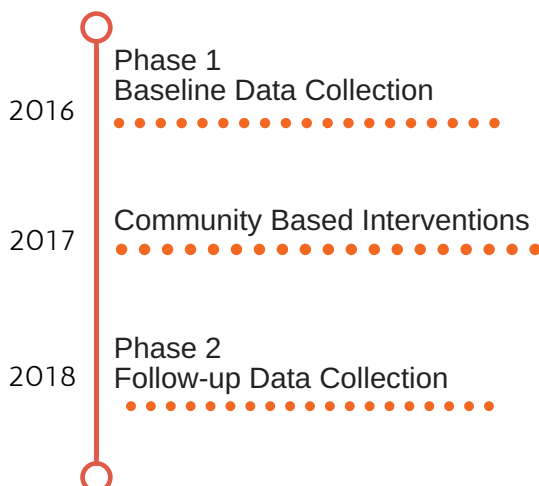 Phase 1
Baseline Data Collection
2016
Community Based Interventions
2017
Phase 2
Follow-up Data Collection
2018